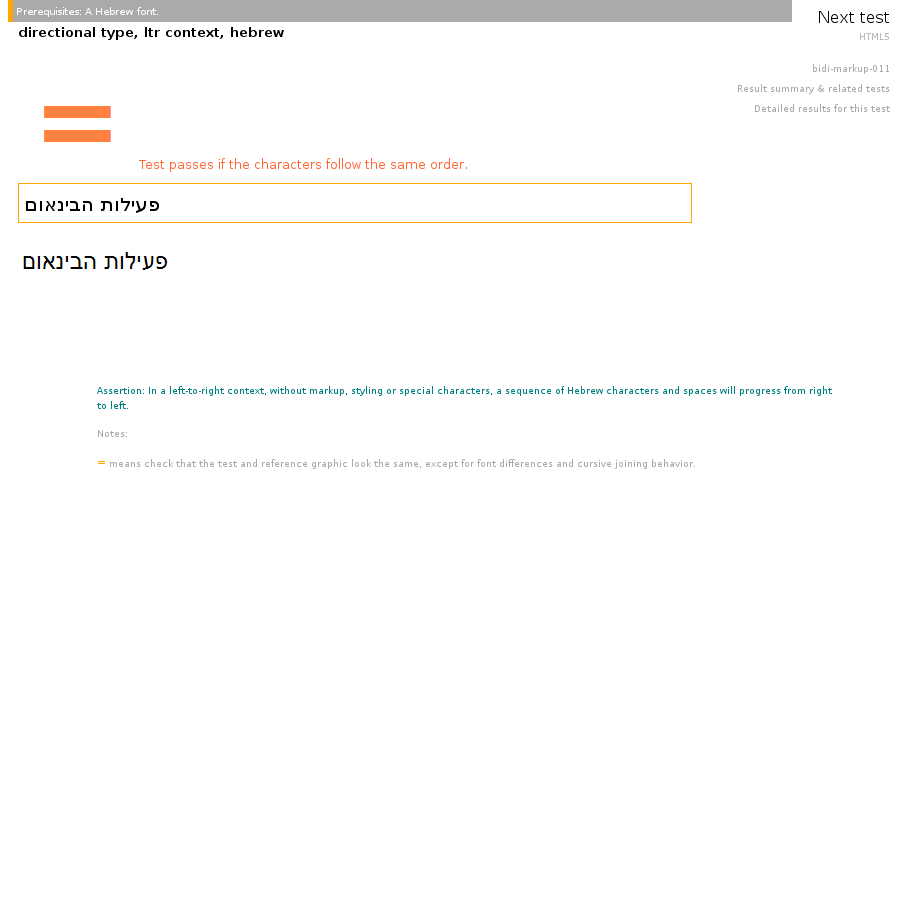 Prerequisites: A Hebrew font.
Next test
directional type, ltr context, hebrew
HTML5
bidi-markup-011
Result summary & related tests
Detailed results for this test
Test passes if the characters follow the same order.
פעילות הבינאום
פעילות הבינאום
Assertion: In a left-to-right context, without markup, styling or special characters, a sequence of Hebrew characters and spaces will progress from right
to left.
Notes:
= means check that the test and reference graphic look the same, except for font differences and cursive joining behavior.